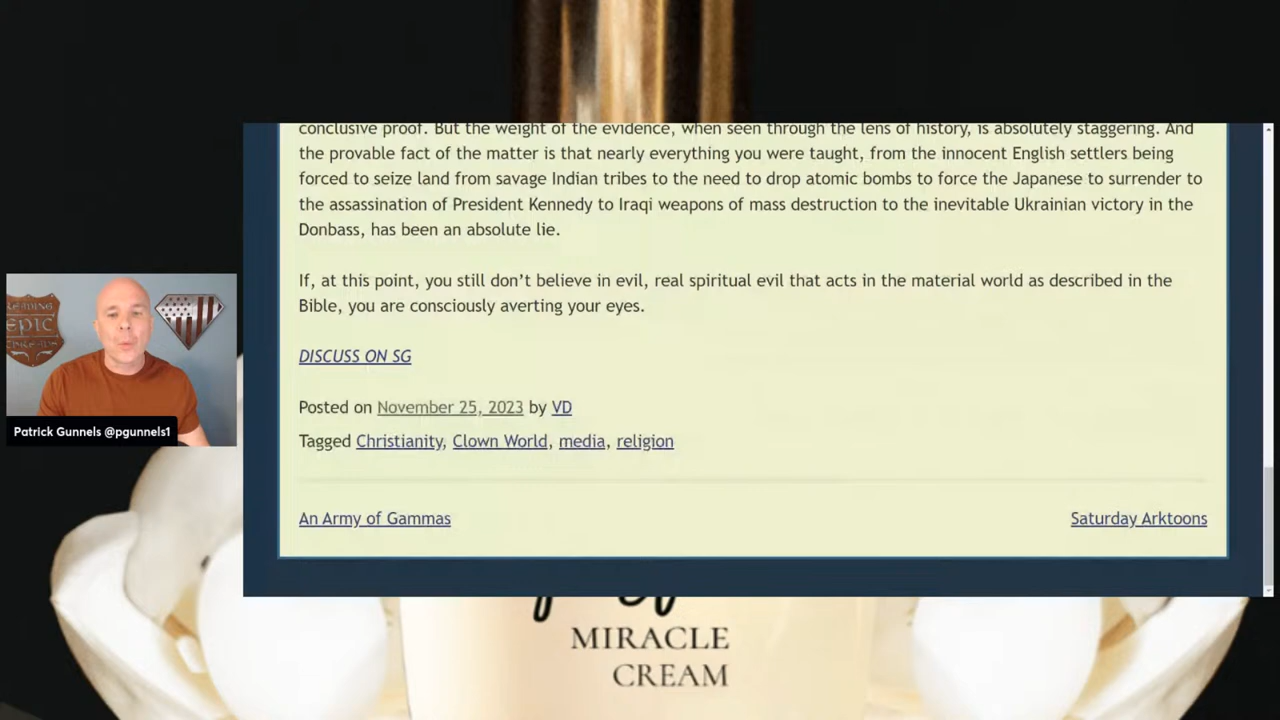 conclusive proof. But the weight of the evidence, when seen through the lens of history, is absolutely staggering. And
the provable fact of the matter is that nearly everything you were taught, from the innocent English settlers being
forced to seize land from savage Indian tribes to the need to drop atomic bombs to force the Japanese to surrender to
the assassination of President Kennedy to Iraqi weapons of mass destruction to the inevitable Ukrainian victory in the
Donbass, has been an absolute lie.
If, at this point, you still don’t believe in evil, real spiritual evil that acts in the material world as described in the
Bible, you are consciously averting your eyes.
DISCUSS ON SG
Posted on November 25, 2023 by VD
Tagged Christianity, Clown World, media, religion
An Army of Gammas
Saturday Arktoons
EPIC
Patrick Gunnels @pgunnels1
MIRACLE
CREAM